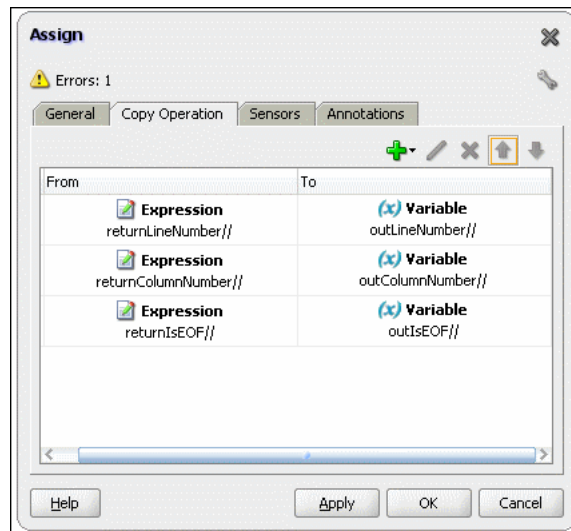 Assign
Errors: 1
General Copy Operation Sensors Annotations
From To
Expression (x) Variable
returnLineNumber// outLineNumber//
Expression (x) Variable
returnColumnNumber// outColumnNumber//
Expression (x) Variable
returnIsEOF// outIsEOF//
Help Apply OK Cancel